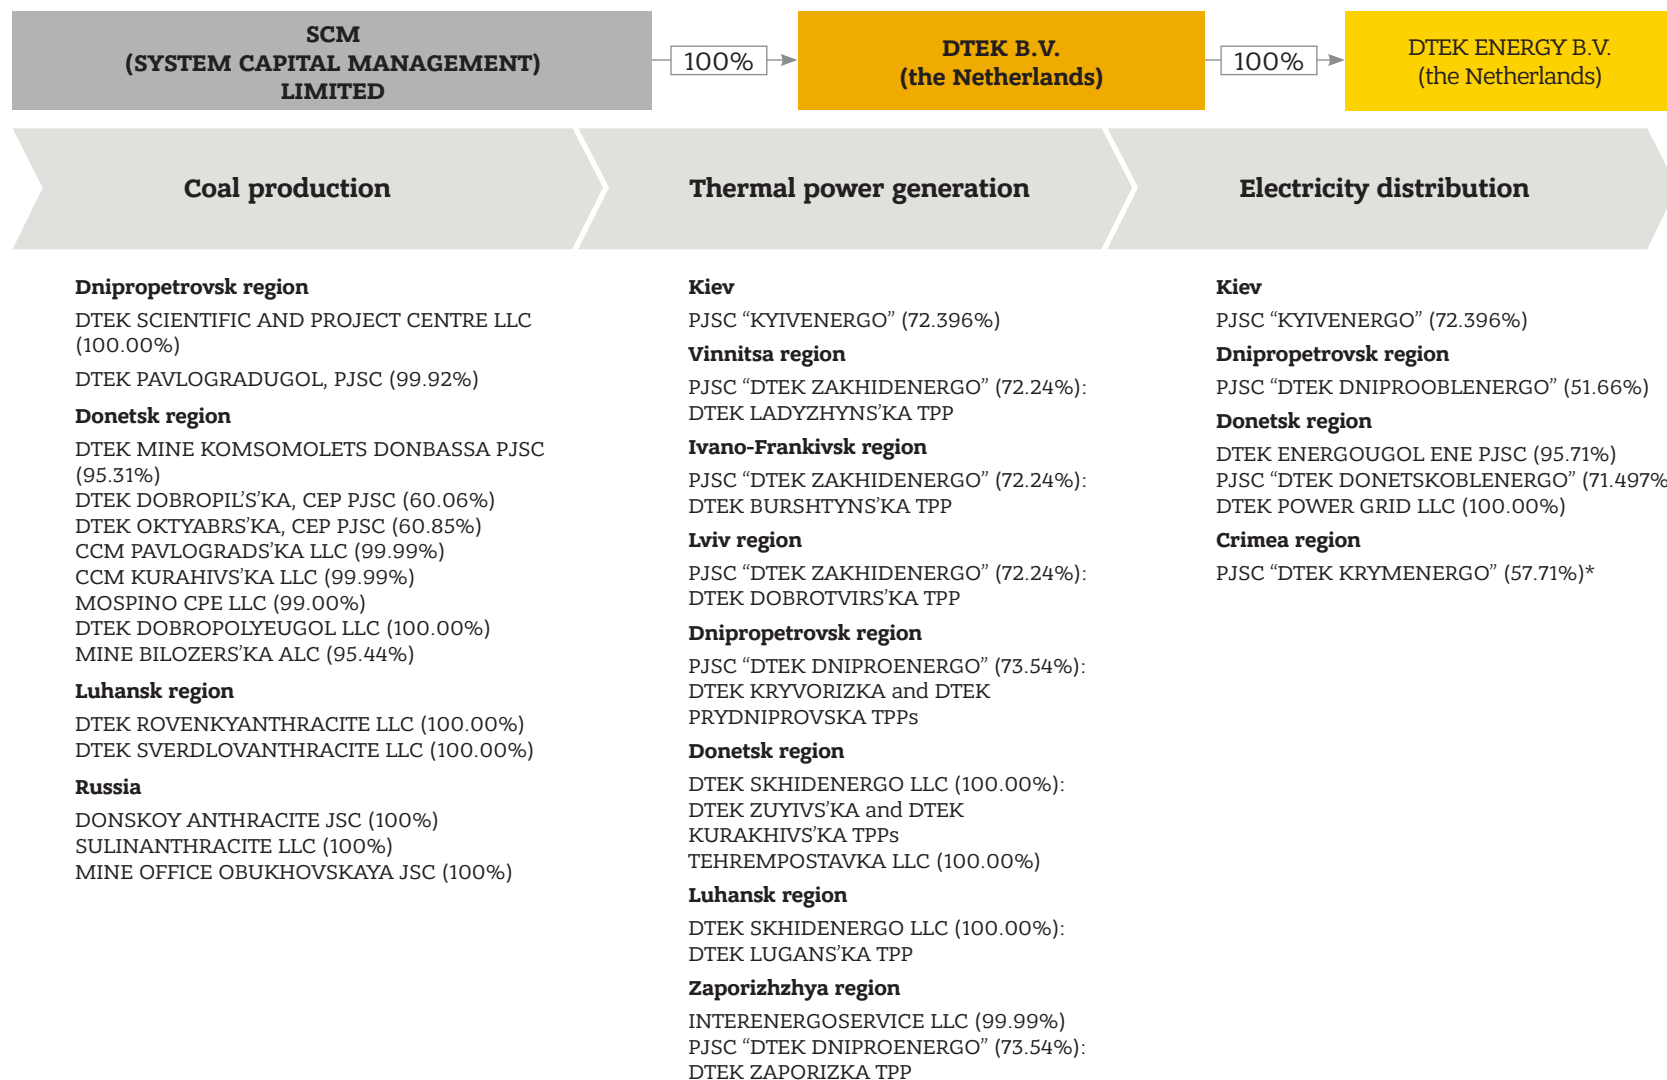 SCM
(SYSTEM CAPITAL MANAGEMENT)
LIMITED
100%
DTEK B.V.
(the Netherlands)
100%
DTEK ENERGY B.V.
(the Netherlands)
Coal production
Thermal power generation
Electricity distribution
Dnipropetrovsk region
DTEK SCIENTIFIC AND PROJECT CENTRE LLC
(100.00%)
DTEK PAVLOGRADUGOL, PJSC (99.92%)
Donetsk region
DTEK MINE KOMSOMOLETS DONBASSA PJSC
(95.31%)
DTEK DOBROPIL’S’KA, CEP PJSC (60.06%)
DTEK OKTYABRS’KA, CEP PJSC (60.85%)
CCM PAVLOGRADS’KA LLC (99.99%)
CCM KURAHIVS’KA LLC (99.99%)
MOSPINO CPE LLC (99.00%)
DTEK DOBROPOLYEUGOL LLC (100.00%)
MINE BILOZERS’KA ALC (95.44%)
Luhansk region
DTEK ROVENKYANTHRACITE LLC (100.00%)
DTEK SVERDLOVANTHRACITE LLC (100.00%)
Russia
DONSKOY ANTHRACITE JSC (100%)
SULINANTHRACITE LLC (100%)
MINE OFFICE OBUKHOVSKAYA JSC (100%)
Kiev
PJSC “KYIVENERGO” (72.396%)
Vinnitsa region
PJSC “DTEK ZAKHIDENERGO” (72.24%):
DTEK LADYZHYNS’KA TPP
Ivano-Frankivsk region
PJSC “DTEK ZAKHIDENERGO” (72.24%):
DTEK BURSHTYNS’KA TPP
Lviv region
PJSC “DTEK ZAKHIDENERGO” (72.24%):
DTEK DOBROTVIRS’KA TPP
Dnipropetrovsk region
PJSC “DTEK DNIPROENERGO” (73.54%):
DTEK KRYVORIZKA and DTEK
PRYDNIPROVSKA TPPs
Donetsk region
DTEK SKHIDENERGO LLC (100.00%):
DTEK ZUYIVS’KA and DTEK
KURAKHIVS’KA TPPs
TEHREMPOSTAVKA LLC (100.00%)
Luhansk region
DTEK SKHIDENERGO LLC (100.00%):
DTEK LUGANS’KA TPP
Zaporizhzhya region
INTERENERGOSERVICE LLC (99.99%)
PJSC “DTEK DNIPROENERGO” (73.54%):
DTEK ZAPORIZKA TPP
Kiev
PJSC “KYIVENERGO” (72.396%)
Dnipropetrovsk region
PJSC “DTEK DNIPROOBLENERGO” (51.66%)
Donetsk region
DTEK ENERGOUGOL ENE PJSC (95.71%)
PJSC “DTEK DONETSKOBLENERGO” (71.497%
DTEK POWER GRID LLC (100.00%)
Crimea region
PJSC “DTEK KRYMENERGO” (57.71%)*